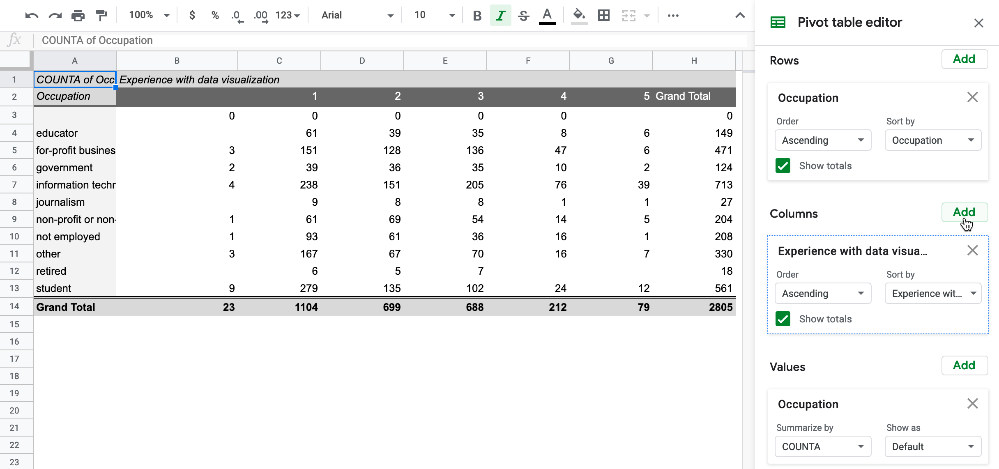 100% $ % .0 .00 123 Arial 10 B I S A
Pivot table editor
fx COUNTA of Occupation
A B C D E F G H
1 COUNTA of Occ Experience with data visualization
2 Occupation 1 2 3 4 5 Grand Total
3 0 0 0 0 0 0
4 educator 61 39 35 8 6 149
5 for-profit busines 3 151 128 136 47 6 471
6 government 2 39 36 35 10 2 124
7 information techn 4 238 151 205 76 39 713
8 journalism 9 8 8 1 1 27
9 non-profit or non- 1 61 69 54 14 5 204
10 not employed 1 93 61 36 16 1 208
11 other 3 167 67 70 16 7 330
12 retired 6 5 7 18
13 student 9 279 135 102 24 12 561
14 Grand Total 23 1104 699 688 212 79 2805
15
16
17
18
19
20
21
22
23
Rows Add
Occupation
Order Sort by
Ascending Occupation
Show totals
Columns Add
Experience with data visua...
Order Sort by
Ascending Experience wit...
Show totals
Values Add
Occupation
Summarize by Show as
COUNTA Default